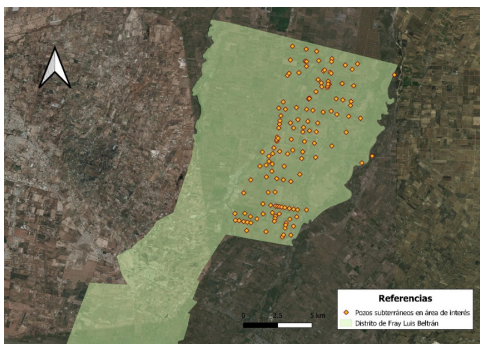 0
2.5
5 km
Referencias
Pozos subterráneos en área de interés
Distrito de Fray Luis Beltrán